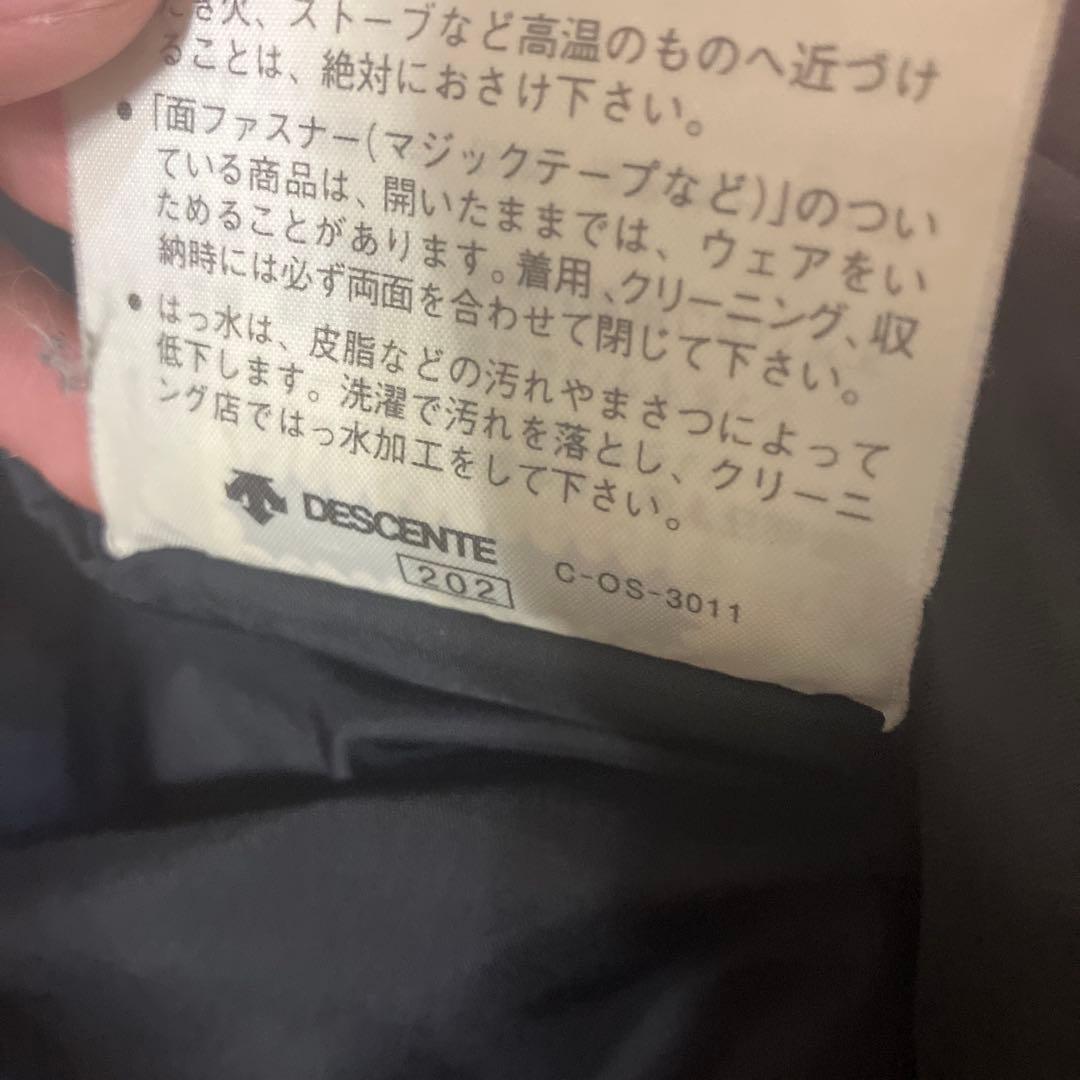 たき火、ストーブなど高温のものへ近づけ
ることは、絶対におさけ下さい。
• 「面ファスナー(マジックテープなど)」のつい
ている商品は、開いたままでは、ウェアをい
ためることがあります。着用、クリーニング、収
納時には必ず両面を合わせて閉じて下さい。
• はっ水は、皮脂などの汚れやまさつによって
低下します。洗濯で汚れを落とし、クリーニ
ング店ではっ水加工をして下さい。
DESCENTE
202 C-OS-3011